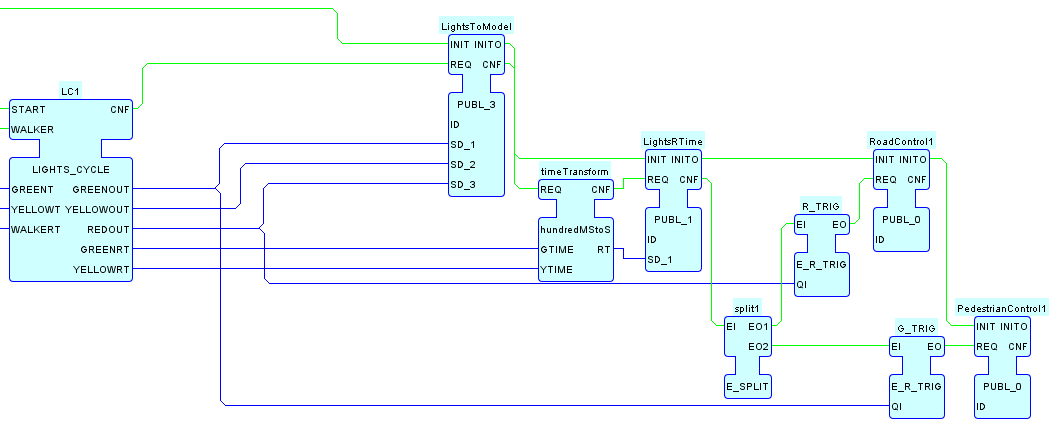 LightsToModel
INIT INITO
REQ CNF
PUBL_3
ID
SD_1
SD_2
SD_3
LC1
START CNF
WALKER
LIGHTS_CYCLE
GREENT GREENOUT
YELLOWT YELLOWOUT
WALKERT REDOUT
GREENRT
YELLOWRT
timeTransform
REQ CNF
hundredMStoS
GTIME RT
YTIME
LightsRTime
INIT INITO
REQ CNF
PUBL_1
ID
SD_1
RoadControl1
INIT INITO
REQ CNF
PUBL_0
ID
R_TRIG
EI EO
E_R_TRIG
QI
split1
EI EO1
EO2
E_SPLIT
G_TRIG
EI EO
E_R_TRIG
QI
PedestrianControl1
INIT INITO
REQ CNF
PUBL_0
ID